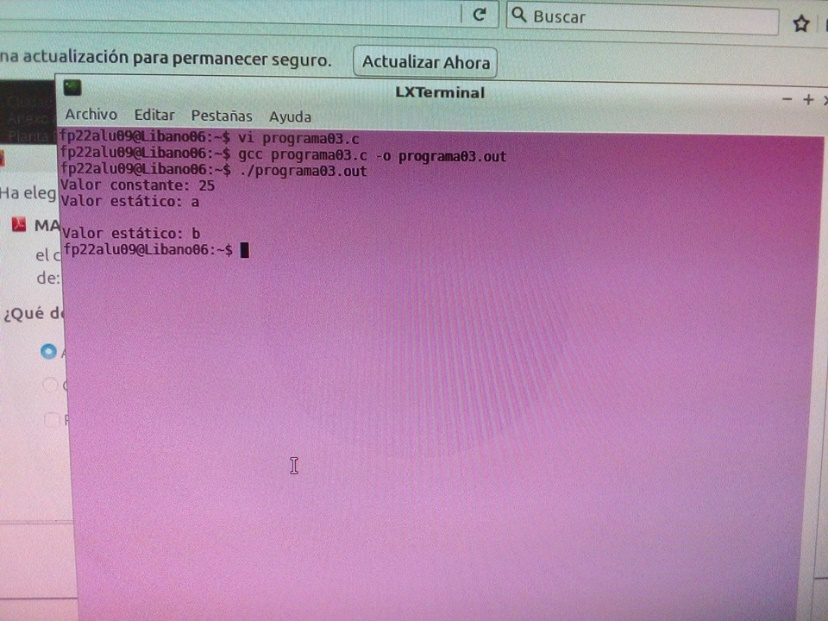 Buscar
na actualización para permanecer seguro. Actualizar Ahora
LXTerminal
Archivo Editar Pestañas Ayuda
fp22alu09@Libano06:~$ vi programa03.c
fp22alu09@Libano06:~$ gcc programa03.c -o programa03.out
fp22alu09@Libano06:~$ ./programa03.out
Valor constante: 25
Valor estático: a
Valor estático: b
fp22alu09@Libano06:~$
Ha eleg
MA
el c
de:
¿Qué de